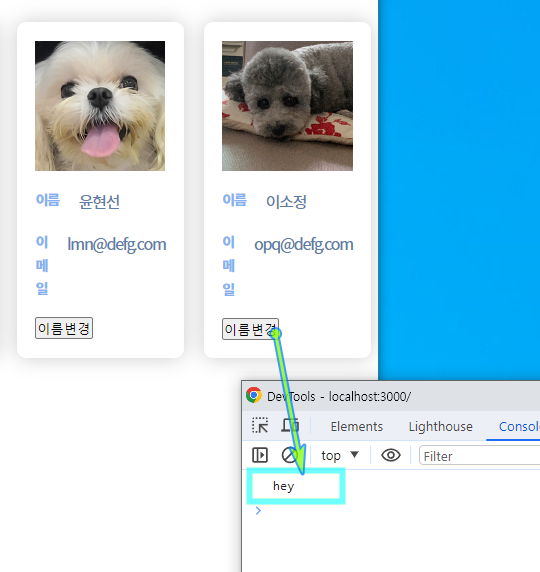 이름 윤현선
이
메 lmn@defg.com
일
이름변경
이름 이소정
이
메 opq@defg.com
일
이름변경
DevTools - localhost:3000/
Elements Lighthouse Conso
top ▼ Filter
hey
>